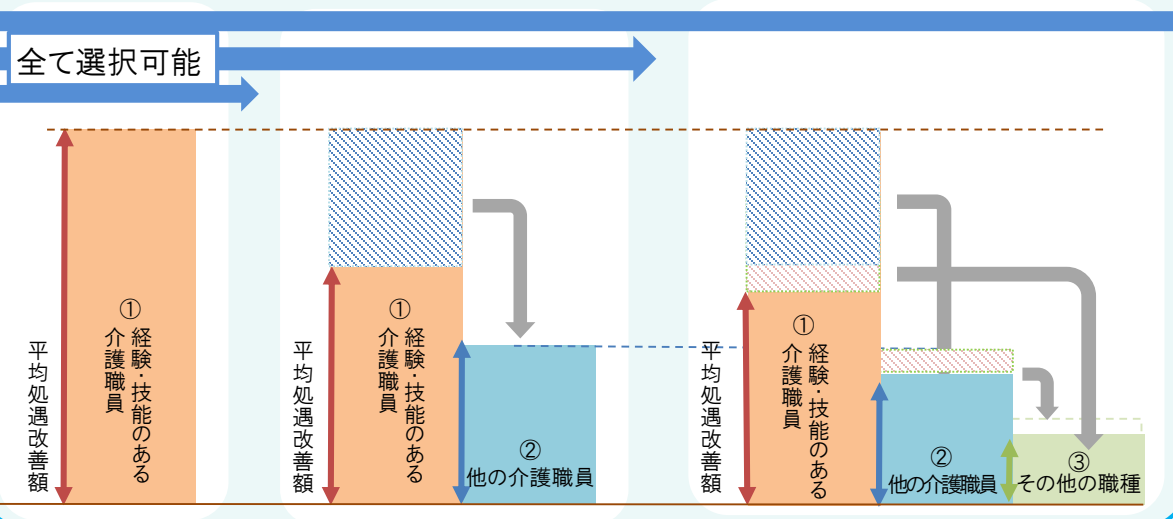 全て選択可能
平均処遇改善額
①
経験・技能のある
介護職員
平均処遇改善額
①
経験・技能のある
介護職員
②
他の介護職員
平均処遇改善額
①
経験・技能のある
介護職員
②
他の介護職員
③
その他の職種